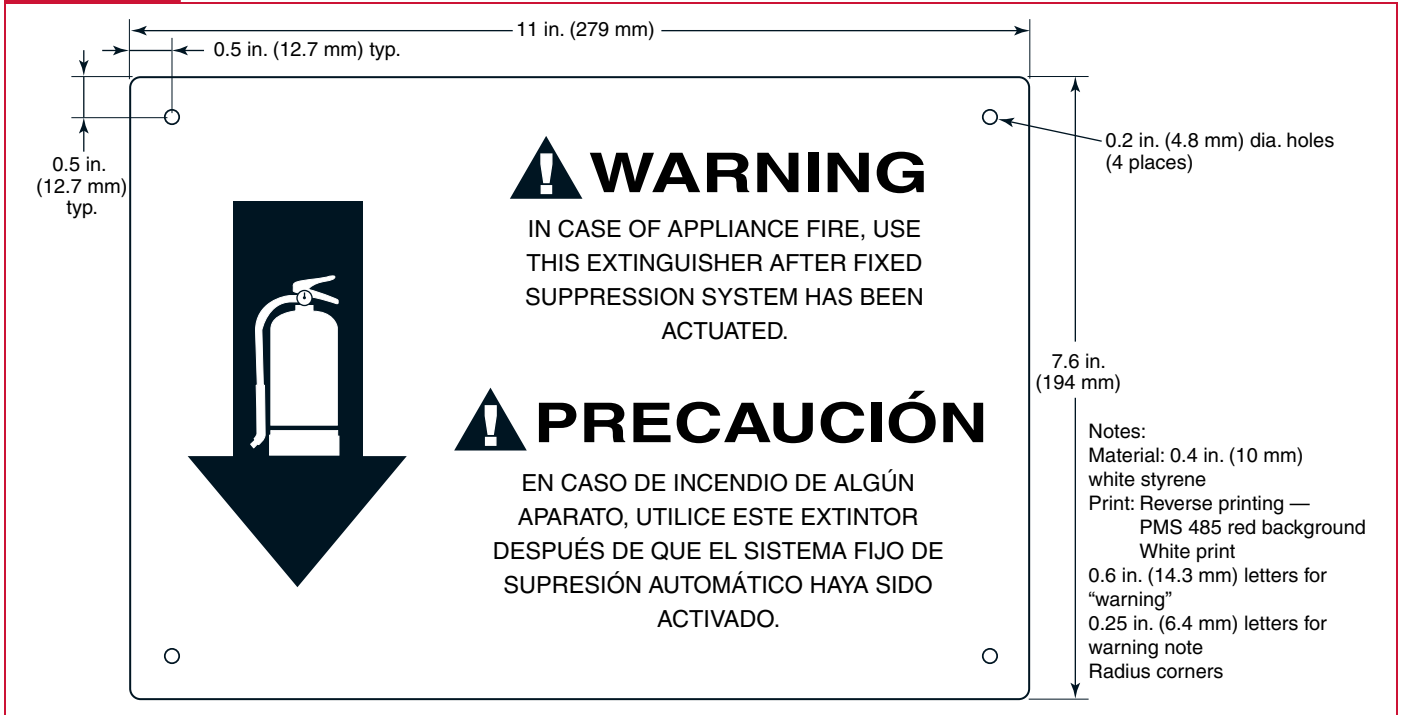 11 in. (279 mm)
0.5 in. (12.7 mm) typ.
0.5 in.
(12.7 mm)
typ.
0.2 in. (4.8 mm) dia. holes
(4 places)
WARNING
IN CASE OF APPLIANCE FIRE, USE
THIS EXTINGUISHER AFTER FIXED
SUPPRESSION SYSTEM HAS BEEN
ACTUATED.
7.6 in.
(194 mm)
PRECAUCIÓN
EN CASO DE INCENDIO DE ALGÚN
APARATO, UTILICE ESTE EXTINTOR
DESPUÉS DE QUE EL SISTEMA FIJO DE
SUPRESIÓN AUTOMÁTICO HAYA SIDO
ACTIVADO.
Notes:
Material: 0.4 in. (10 mm)
white styrene
Print: Reverse printing —
PMS 485 red background
White print
0.6 in. (14.3 mm) letters for
“warning”
0.25 in. (6.4 mm) letters for
warning note
Radius corners